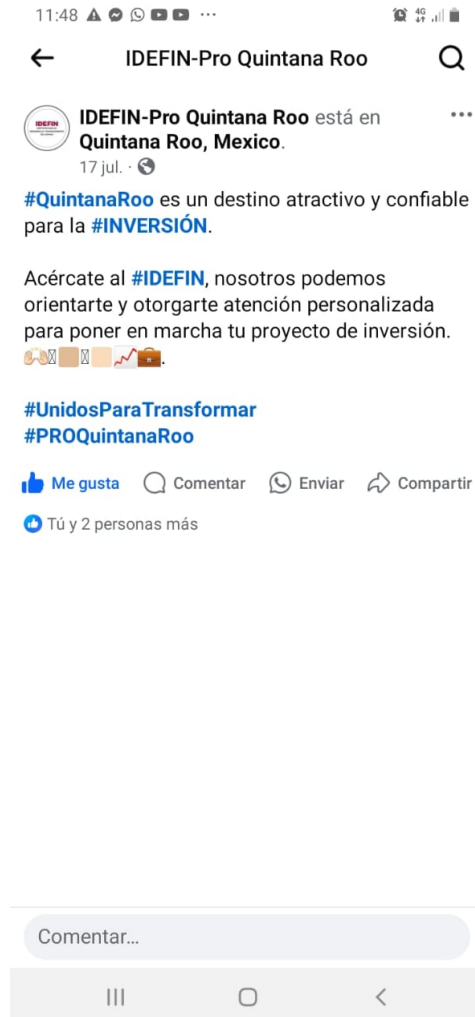 11:48
4G
IDEFIN-Pro Quintana Roo
IDEFIN
IDEFIN-Pro Quintana Roo está en
Quintana Roo, Mexico.
17 jul. ·
#QuintanaRoo es un destino atractivo y confiable
para la #INVERSIÓN.
Acércate al #IDEFIN, nosotros podemos
orientarte y otorgarte atención personalizada
para poner en marcha tu proyecto de inversión.
🙌🏼📈💼.
#UnidosParaTransformar
#PROQuintanaRoo
Me gusta Comentar Enviar Compartir
Tú y 2 personas más
Comentar...